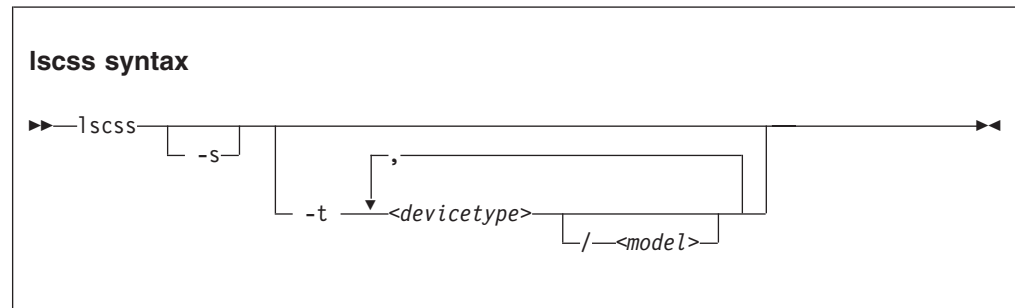 lscss syntax
lscss
-s
,
-t <devicetype>
/ <model>